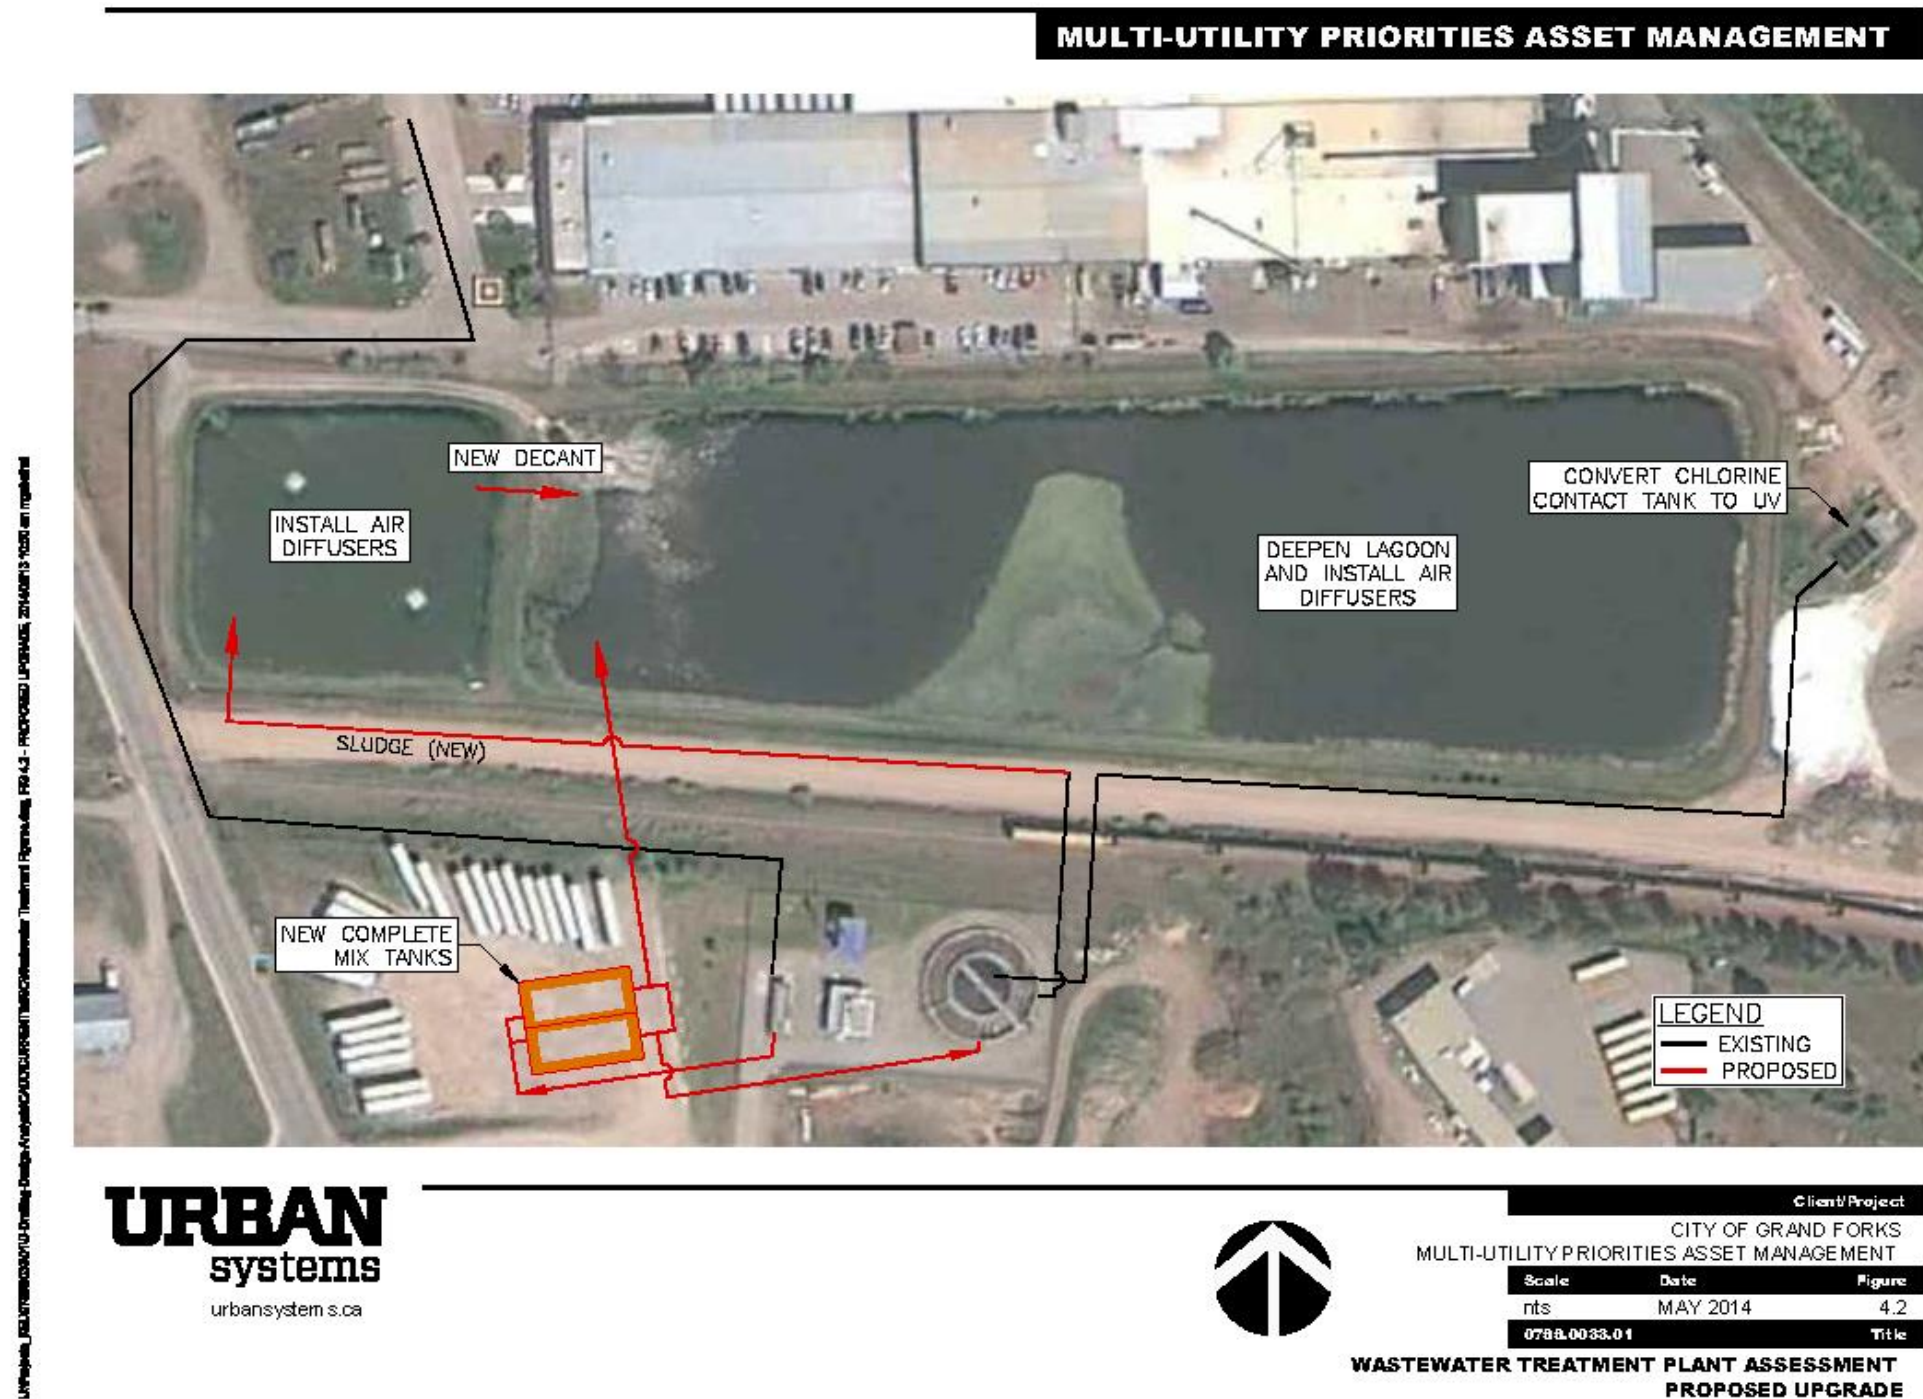 MULTI-UTILITY PRIORITIES ASSET MANAGEMENT
NEW DECANT
INSTALL AIR
DIFFUSERS
CONVERT CHLORINE
CONTACT TANK TO UV
DEEPEN LAGOON
AND INSTALL AIR
DIFFUSERS
SLUDGE (NEW)
NEW COMPLETE
MIX TANKS
LEGEND
EXISTING
PROPOSED
URBAN
systems
urbansystems.ca
Client/Project
CITY OF GRAND FORKS
MULTI-UTILITY PRIORITIES ASSET MANAGEMENT
Scale Date Figure
nts MAY 2014 4.2
0788.0033.01 Title
WASTEWATER TREATMENT PLANT ASSESSMENT
PROPOSED UPGRADE